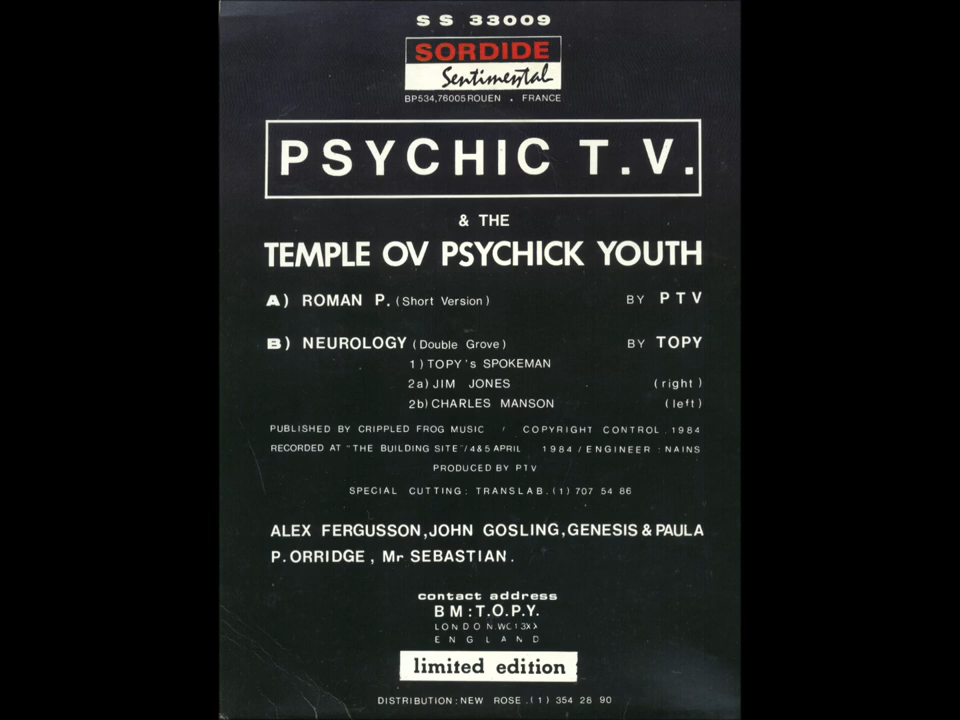 SS 33009
SORDIDE
Sentimental
BP534,76005 ROUEN . FRANCE
PSYCHIC T.V.
& THE
TEMPLE OV PSYCHICK YOUTH
A) ROMAN P. (Short Version) BY PTV
B) NEUROLOGY (Double Grove) BY TOPY
1) TOPY's SPOKEMAN
2a) JIM JONES (right)
2b) CHARLES MANSON (left)
PUBLISHED BY CRIPPLED FROG MUSIC / COPYRIGHT CONTROL . 1984
RECORDED AT "THE BUILDING SITE"/4&5 APRIL 1984 / ENGINEER : NAINS
PRODUCED BY PTV
SPECIAL CUTTING: TRANSLAB. (1) 707 54 86
ALEX FERGUSSON, JOHN GOSLING, GENESIS & PAULA
P. ORRIDGE, Mr SEBASTIAN.
contact address
BM:T.O.P.Y.
LONDON.WC13XX
ENGLAND
limited edition
DISTRIBUTION: NEW ROSE. (1) 354 28 90